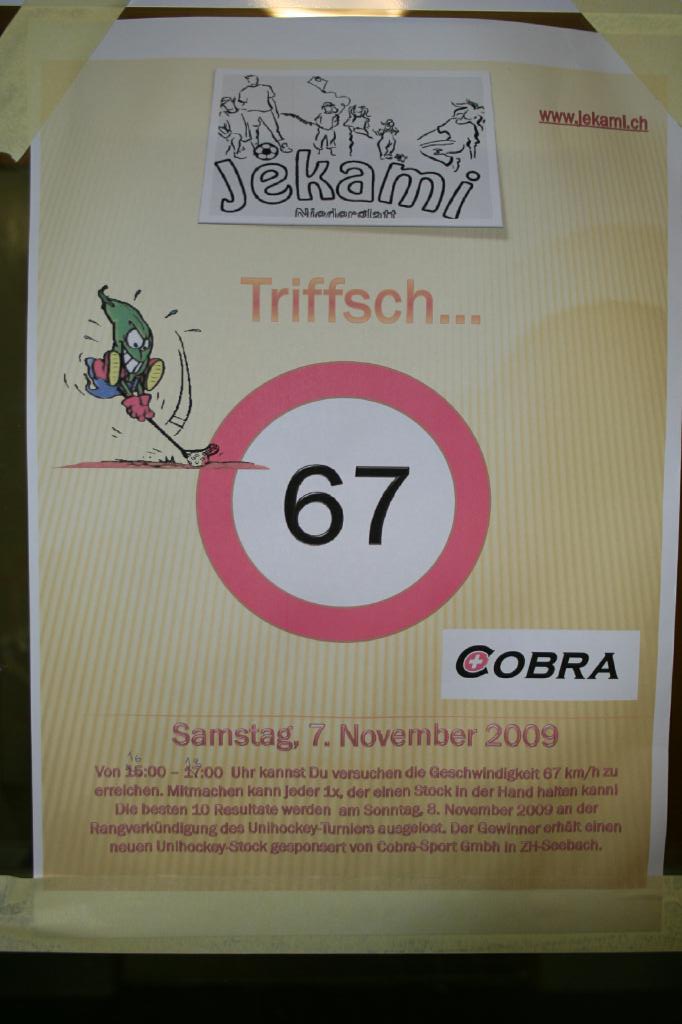 www.jekami.ch
Jekami
Niederglatt
Triffsch...
67
COBRA
Samstag, 7. November 2009
16 18
Von 15:00 – 17:00 Uhr kannst Du versuchen die Geschwindigkeit 67 km/h zu
erreichen. Mitmachen kann jeder 1x, der einen Stock in der Hand halten kann!
Die besten 10 Resultate werden am Sonntag, 8. November 2009 an der
Rangverkündigung des Unihockey-Turniers ausgelost. Der Gewinner erhält einen
neuen Unihockey-Stock gesponsert von Cobra-Sport Gmbh in ZH-Seebach.